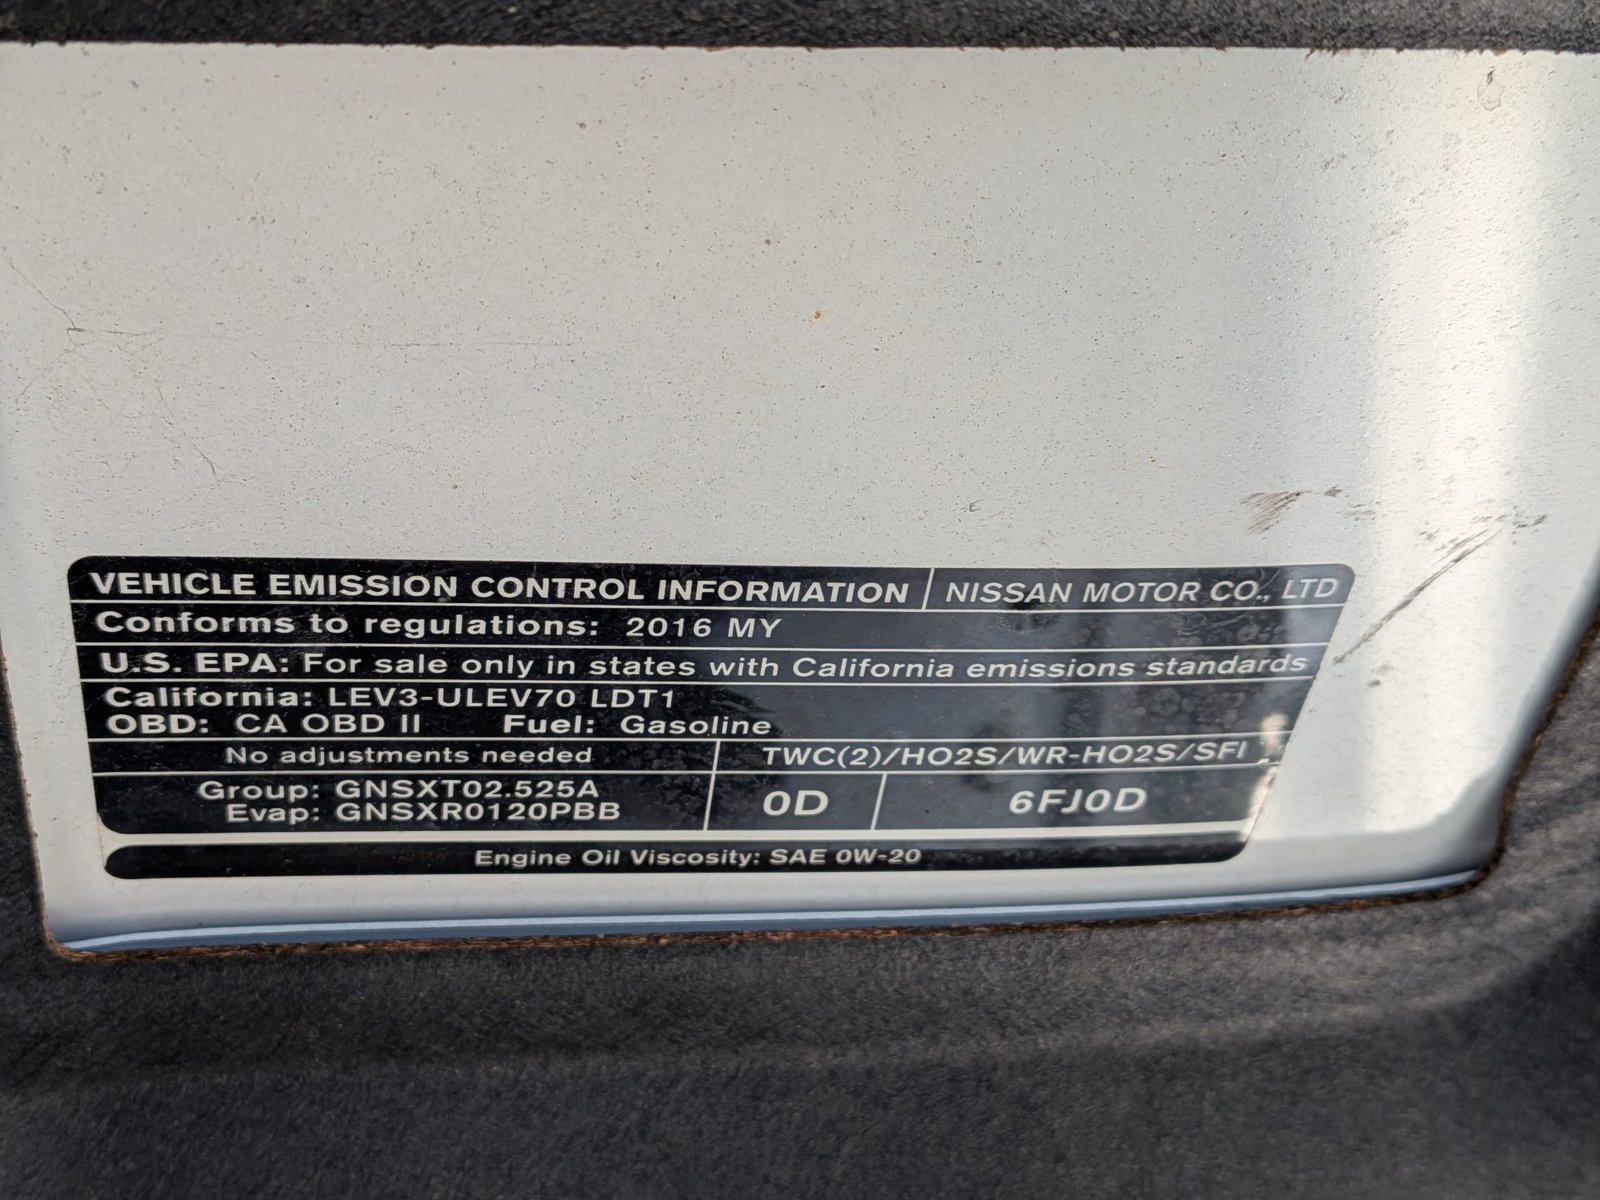 VEHICLE EMISSION CONTROL INFORMATION NISSAN MOTOR CO., LTD
Conforms to regulations: 2016 MY
U.S. EPA: For sale only in states with California emissions standards
California: LEV3-ULEV70 LDT1
OBD: CA OBD II Fuel: Gasoline
No adjustments needed TWC(2)/HO2S/WR-HO2S/SFI
Group: GNSXT02.525A
Evap: GNSXR0120PBB
0D 6FJ0D
Engine Oil Viscosity: SAE 0W-20